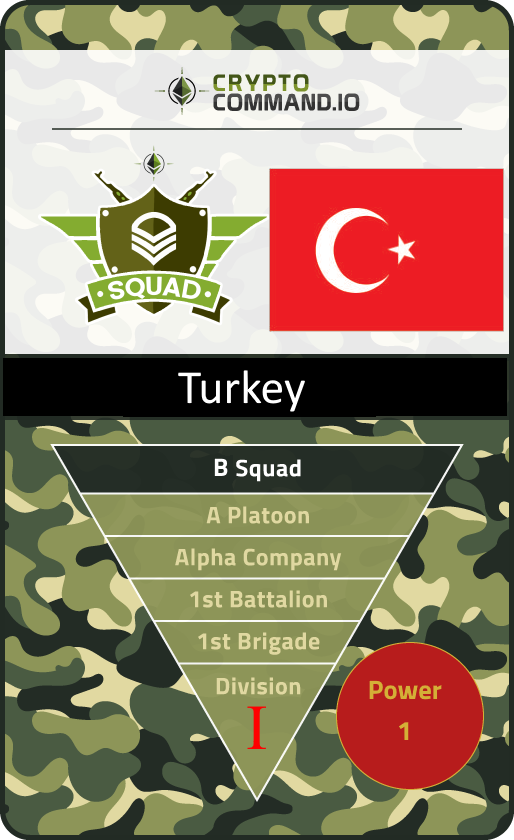 CRYPTO
COMMAND.IO
SQUAD
Turkey
B Squad
A Platoon
Alpha Company
1st Battalion
1st Brigade
Division
I
Power
1